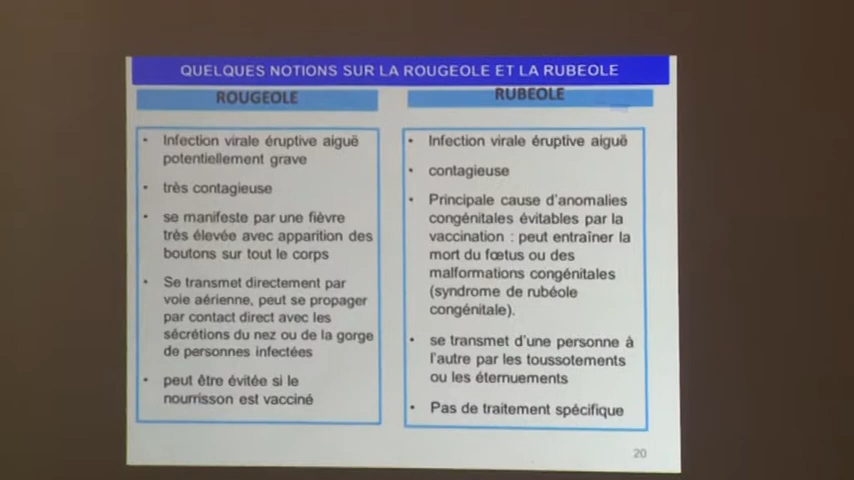 QUELQUES NOTIONS SUR LA ROUGEOLE ET LA RUBEOLE
ROUGEOLE
• Infection virale éruptive aiguë
potentiellement grave
• très contagieuse
• se manifeste par une fièvre
très élevée avec apparition des
boutons sur tout le corps
• Se transmet directement par
voie aérienne, peut se propager
par contact direct avec les
sécrétions du nez ou de la gorge
de personnes infectées
• peut être évitée si le
nourrisson est vacciné
RUBEOLE
• Infection virale éruptive aiguë
• contagieuse
• Principale cause d'anomalies
congénitales évitables par la
vaccination : peut entraîner la
mort du fœtus ou des
malformations congénitales
(syndrome de rubéole
congénitale).
• se transmet d'une personne à
l'autre par les toussotements
ou les éternuements
• Pas de traitement spécifique
20